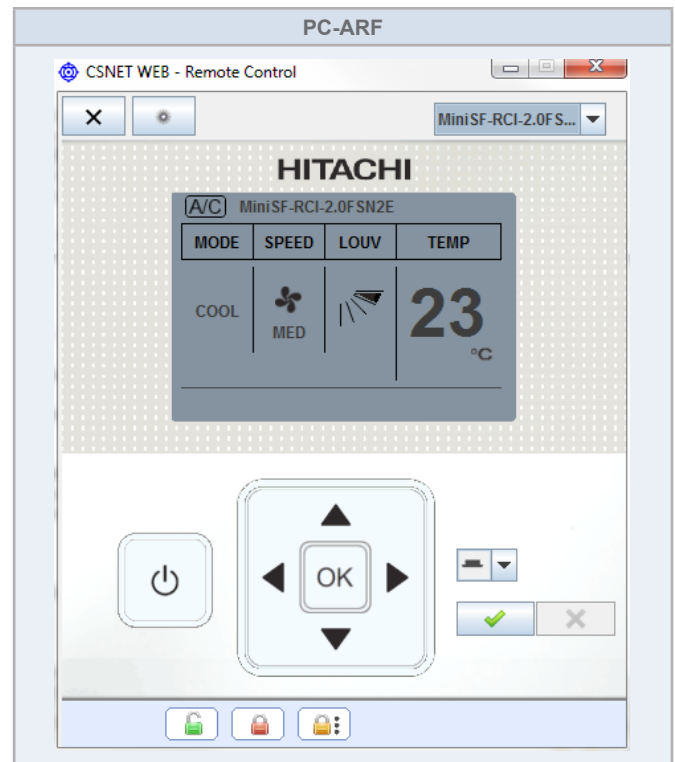 PC-ARF
CSNET WEB - Remote Control
MiniSF-RCI-2.0FS...
HITACHI
A/C MiniSF-RCI-2.0FSN2E
MODE SPEED LOUV TEMP
COOL MED 23 °C
OK